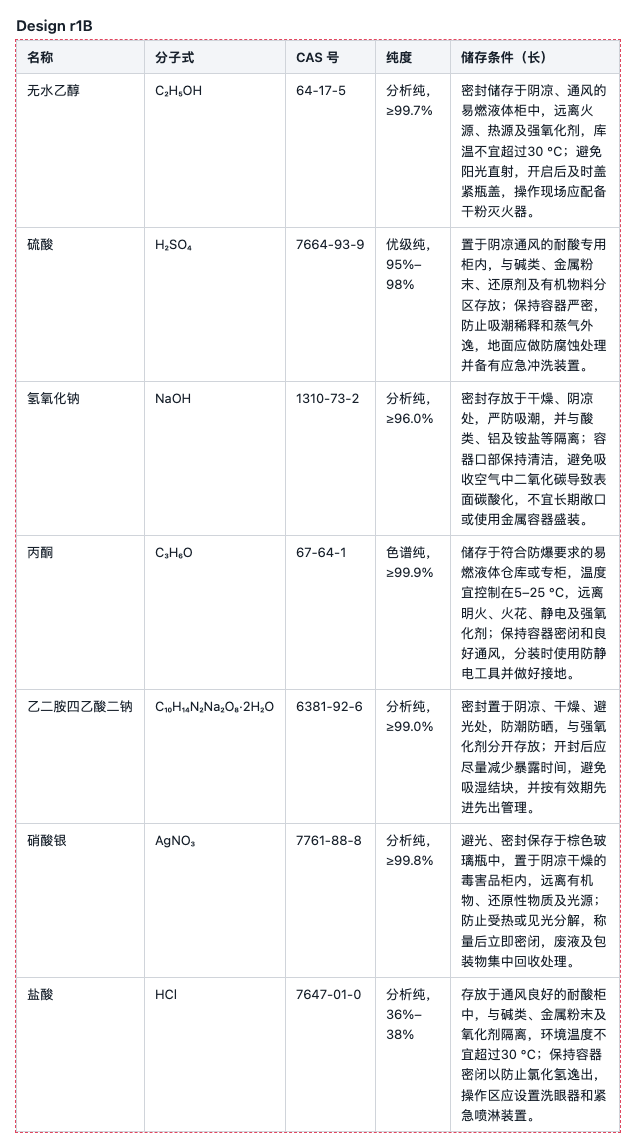 Design r1B
名称 分子式 CAS 号 纯度 储存条件（长）
无水乙醇 C₂H₅OH 64-17-5 分析纯， 密封储存于阴凉、通风的
≥99.7% 易燃液体柜中，远离火
源、热源及强氧化剂，库
温不宜超过30 °C；避免
阳光直射，开启后及时盖
紧瓶盖，操作现场应配备
干粉灭火器。
硫酸 H₂SO₄ 7664-93-9 优级纯， 置于阴凉通风的耐酸专用
95%– 柜内，与碱类、金属粉
98% 末、还原剂及有机物料分
区存放；保持容器严密，
防止吸潮稀释和蒸气外
逸，地面应做防腐蚀处理
并备有应急冲洗装置。
氢氧化钠 NaOH 1310-73-2 分析纯， 密封存放于干燥、阴凉
≥96.0% 处，严防吸潮，并与酸
类、铝及铵盐等隔离；容
器口部保持清洁，避免吸
收空气中二氧化碳导致表
面碳酸化，不宜长期敞口
或使用金属容器盛装。
丙酮 C₃H₆O 67-64-1 色谱纯， 储存于符合防爆要求的易
≥99.9% 燃液体仓库或专柜，温度
宜控制在5–25 °C，远离
明火、火花、静电及强氧
化剂；保持容器密闭和良
好通风，分装时使用防静
电工具并做好接地。
乙二胺四乙酸二钠 C₁₀H₁₄N₂Na₂O₈·2H₂O 6381-92-6 分析纯， 密封置于阴凉、干燥、避
≥99.0% 光处，防潮防晒，与强氧
化剂分开存放；开封后应
尽量减少暴露时间，避免
吸湿结块，并按有效期先
进先出管理。
硝酸银 AgNO₃ 7761-88-8 分析纯， 避光、密封保存于棕色玻
≥99.8% 璃瓶中，置于阴凉干燥的
毒害品柜内，远离有机
物、还原性物质及光源；
防止受热或见光分解，称
量后立即密闭，废液及包
装物集中回收处理。
盐酸 HCl 7647-01-0 分析纯， 存放于通风良好的耐酸柜
36%– 中，与碱类、金属粉末及
38% 氧化剂隔离，环境温度不
宜超过30 °C；保持容器
密闭以防止氯化氢逸出，
操作区应设置洗眼器和紧
急喷淋装置。